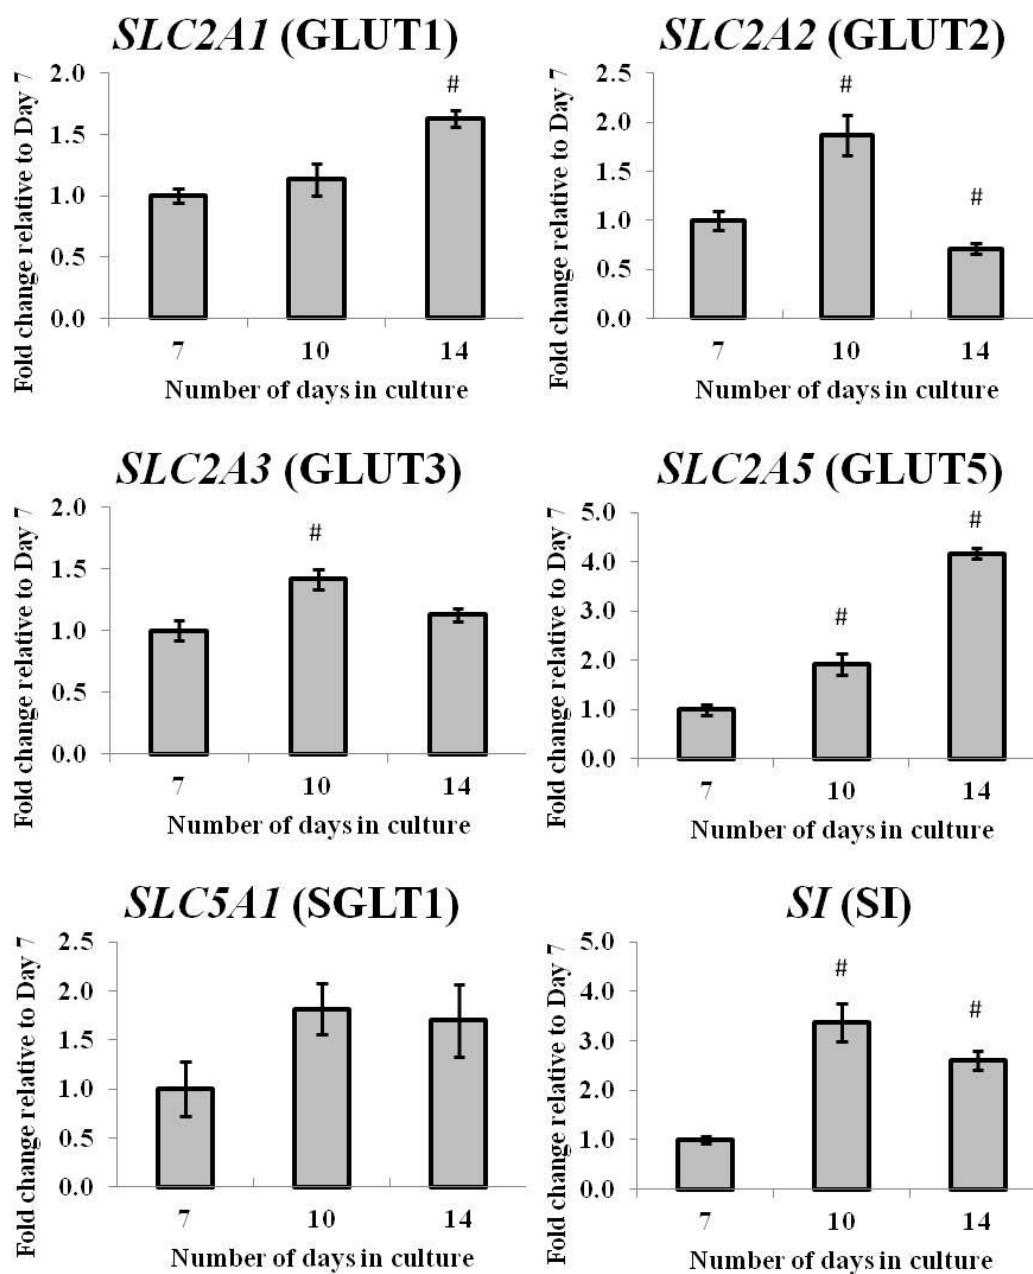 SLC2A1 (GLUT1)
Fold change relative to Day 7
2.0
#
1.5
1.0
0.5
0.0
7 10 14
Number of days in culture
SLC2A2 (GLUT2)
Fold change relative to Day 7
2.5
#
2.0
1.5
#
1.0
0.5
0.0
7 10 14
Number of days in culture
SLC2A3 (GLUT3)
Fold change relative to Day 7
2.0
#
1.5
1.0
0.5
0.0
7 10 14
Number of days in culture
SLC2A5 (GLUT5)
Fold change relative to Day 7
5.0
#
4.0
3.0
#
2.0
1.0
0.0
7 10 14
Number of days in culture
SLC5A1 (SGLT1)
Fold change relative to Day 7
2.5
2.0
1.5
1.0
0.5
0.0
7 10 14
Number of days in culture
SI (SI)
Fold change relative to Day 7
5.0
#
4.0
#
3.0
2.0
1.0
0.0
7 10 14
Number of days in culture